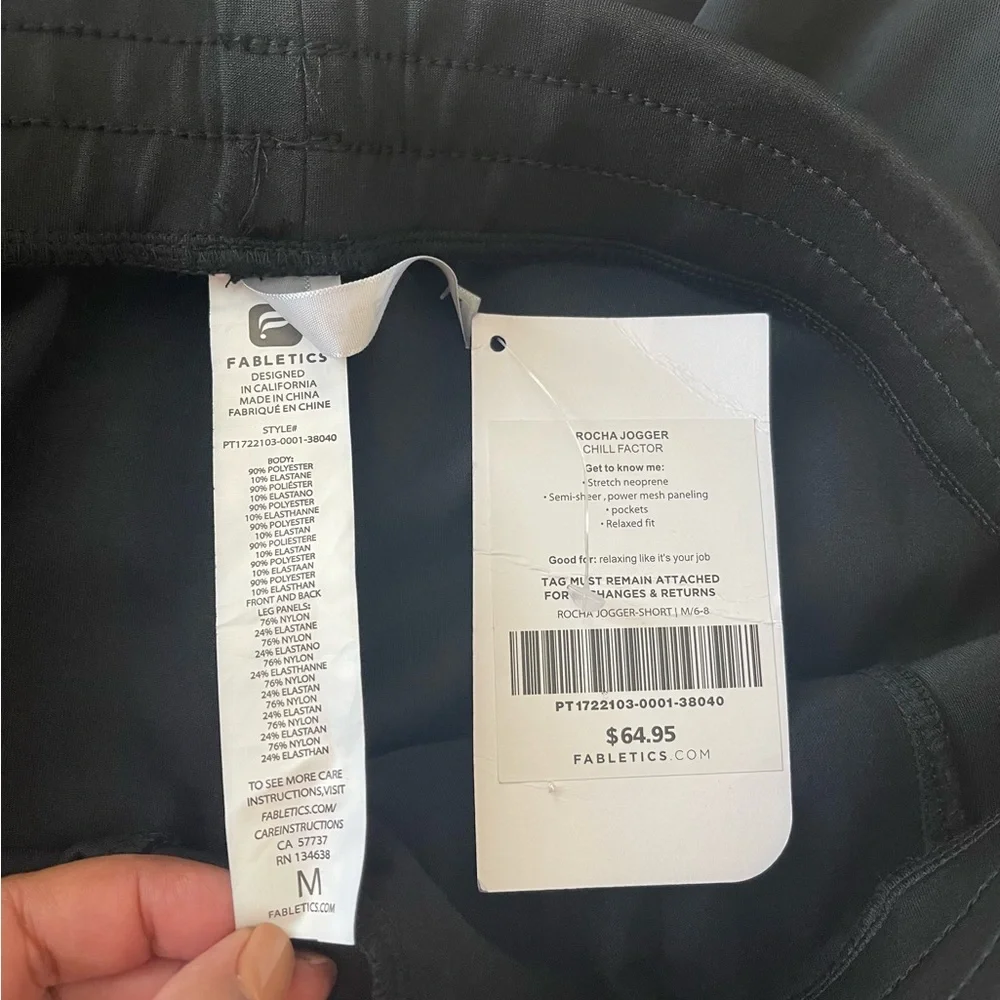 FABLETICS
DESIGNED
IN CALIFORNIA
MADE IN CHINA
FABRIQUÉ EN CHINE
STYLE#
PT1722103-0001-38040
BODY:
90% POLYESTER
10% ELASTANE
90% POLIÉSTER
10% ELASTANO
90% POLYESTER
10% ELASTHANNE
90% POLYESTER
10% ELASTAN
90% POLIESTERE
10% ELASTAN
90% POLYESTER
10% ELASTAAN
90% POLYESTER
10% ELASTHAN
FRONT AND BACK
LEG PANELS:
76% NYLON
24% ELASTANE
76% NYLON
24% ELASTANO
76% NYLON
24% ELASTHANNE
76% NYLON
24% ELASTAN
76% NYLON
24% ELASTAN
76% NYLON
24% ELASTAAN
76% NYLON
24% ELASTHAN
TO SEE MORE CARE
INSTRUCTIONS,VISIT
FABLETICS.COM/
CAREINSTRUCTIONS
CA 57737
RN 134638
M
FABLETICS.COM
ROCHA JOGGER
CHILL FACTOR
Get to know me:
• Stretch neoprene
• Semi-sheer , power mesh paneling
• pockets
• Relaxed fit
Good for: relaxing like it's your job
TAG MUST REMAIN ATTACHED
FOR & RETURNS
ROCHA JOGGER-SHORT | M/6-8
PT1722103-0001-38040
$64.95
FABLETICS.COM